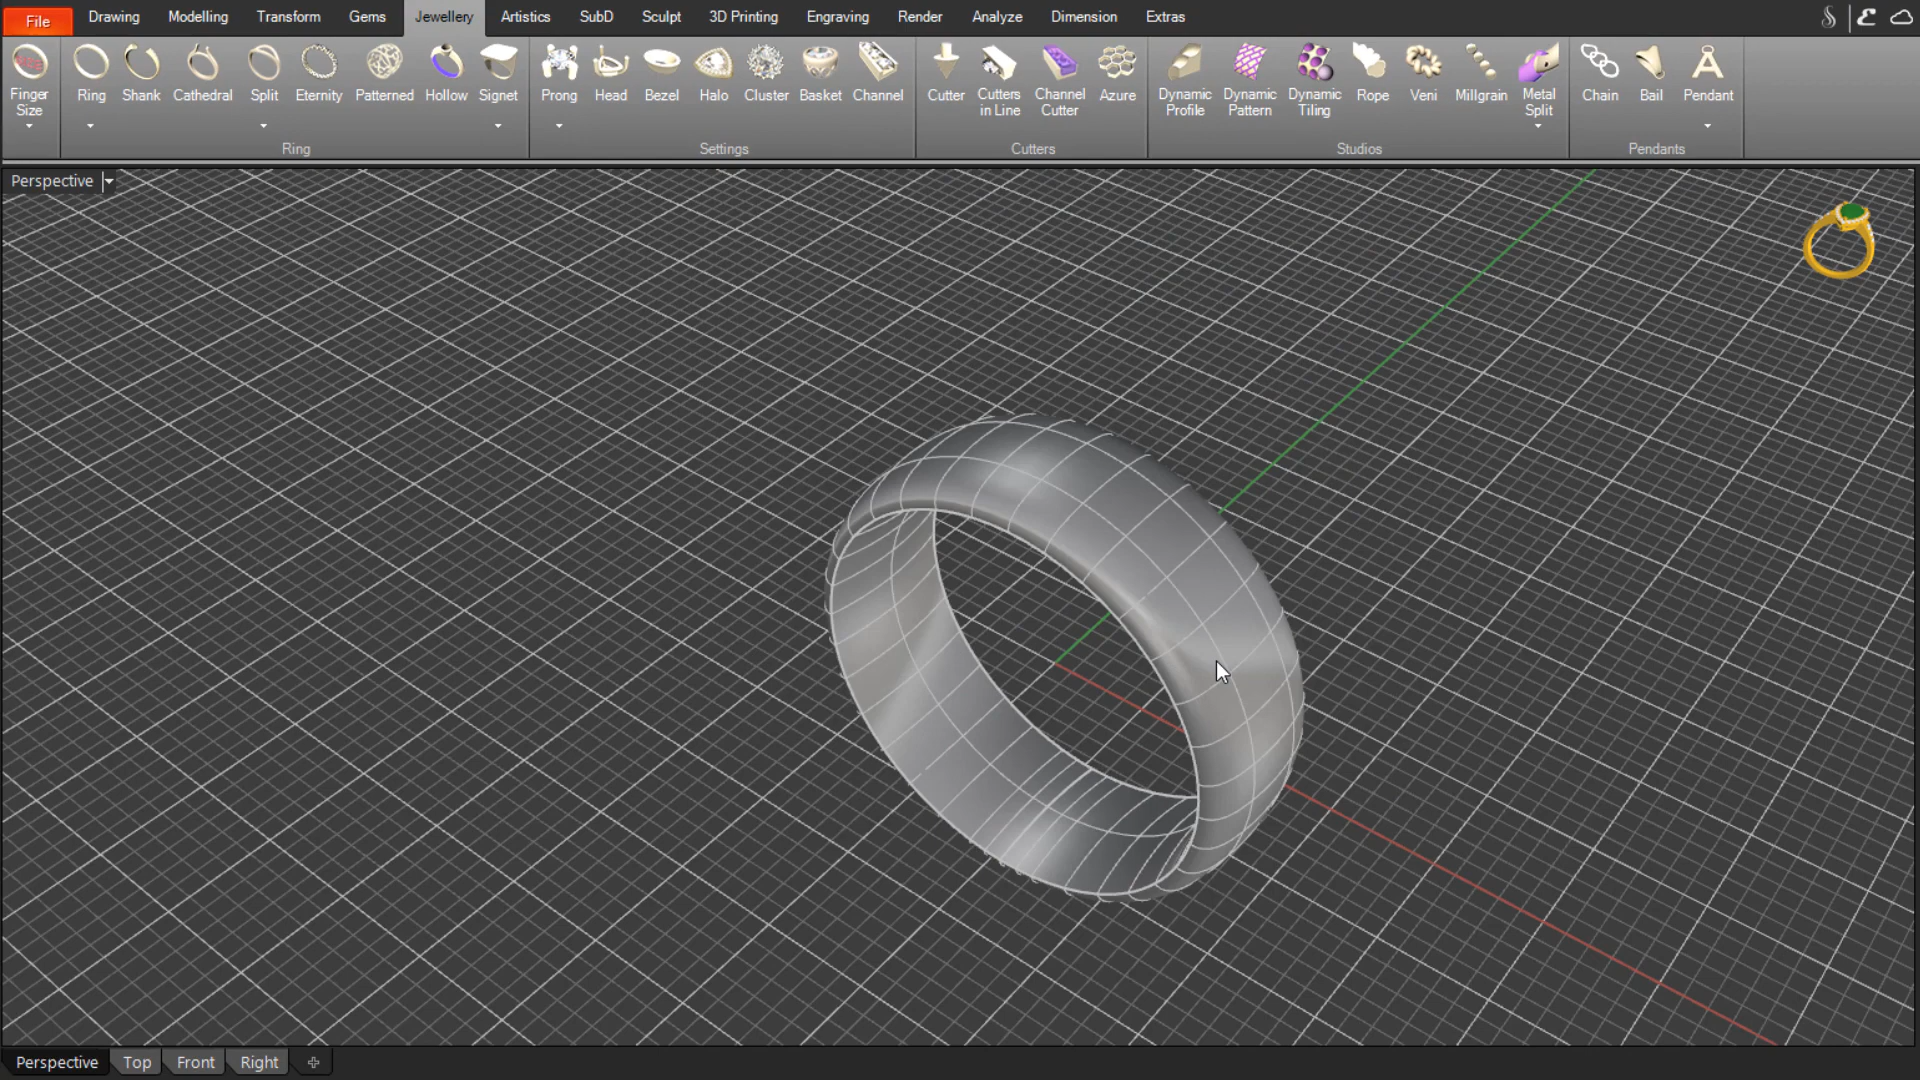 File Drawing Modelling Transform Gems Jewellery Artistics SubD Sculpt 3D Printing Engraving Render Analyze Dimension Extras
Finger Size Ring Shank Cathedral Split Eternity Patterned Hollow Signet Prong Head Bezel Halo Cluster Basket Channel Cutter Cutters in Line Channel Cutter Azure Dynamic Profile Dynamic Pattern Dynamic Tiling Rope Veni Millgrain Metal Split Chain Bail Pendant
Ring Settings Cutters Studios Pendants
Perspective
Perspective Top Front Right